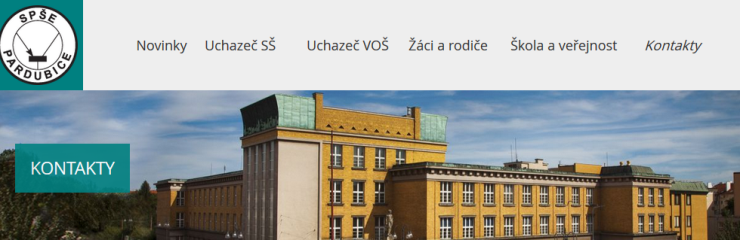 SPŠE
PARDUBICE
Novinky Uchazeč SŠ Uchazeč VOŠ Žáci a rodiče Škola a veřejnost Kontakty
KONTAKTY